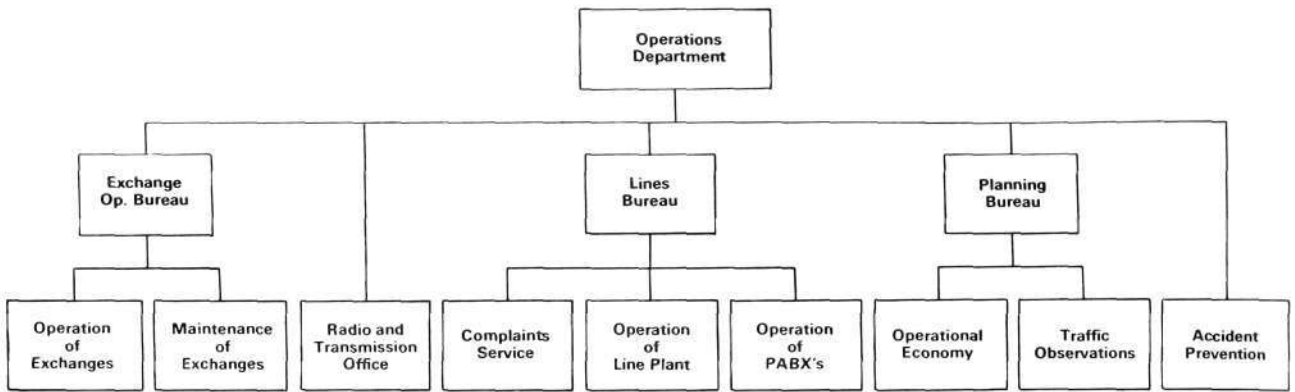 Operations
Department
Exchange
Op. Bureau
Lines
Bureau
Planning
Bureau
Operation
of
Exchanges
Maintenance
of
Exchanges
Radio and
Transmission
Office
Complaints
Service
Operation
of
Line Plant
Operation
of
PABX's
Operational
Economy
Traffic
Observations
Accident
Prevention